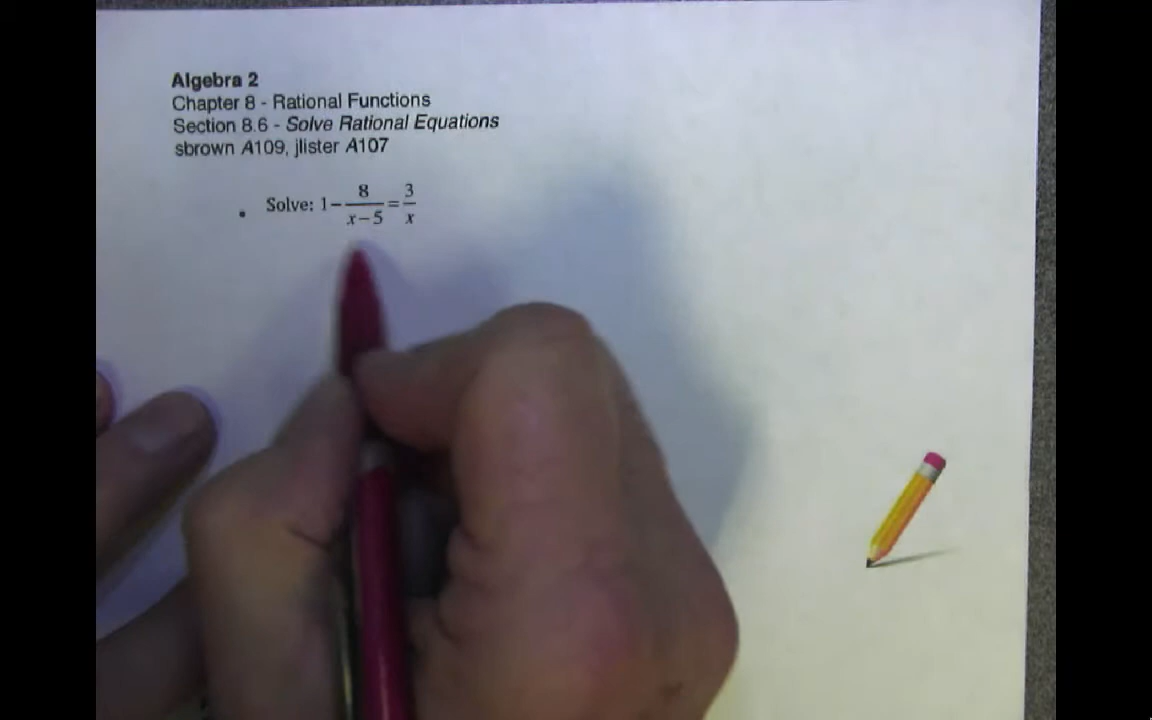 Algebra 2
Chapter 8 - Rational Functions
Section 8.6 - Solve Rational Equations
sbrown A109, jlister A107
Solve: 1 - 8/(x-5) = 3/x